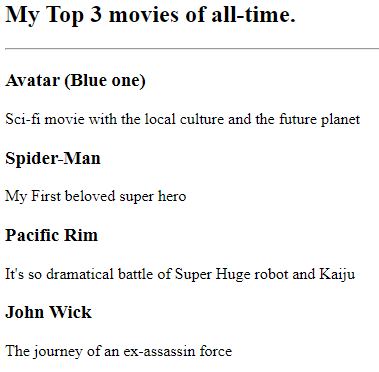 My Top 3 movies of all-time.
Avatar (Blue one)
Sci-fi movie with the local culture and the future planet
Spider-Man
My First beloved super hero
Pacific Rim
It's so dramatical battle of Super Huge robot and Kaiju
John Wick
The journey of an ex-assassin force